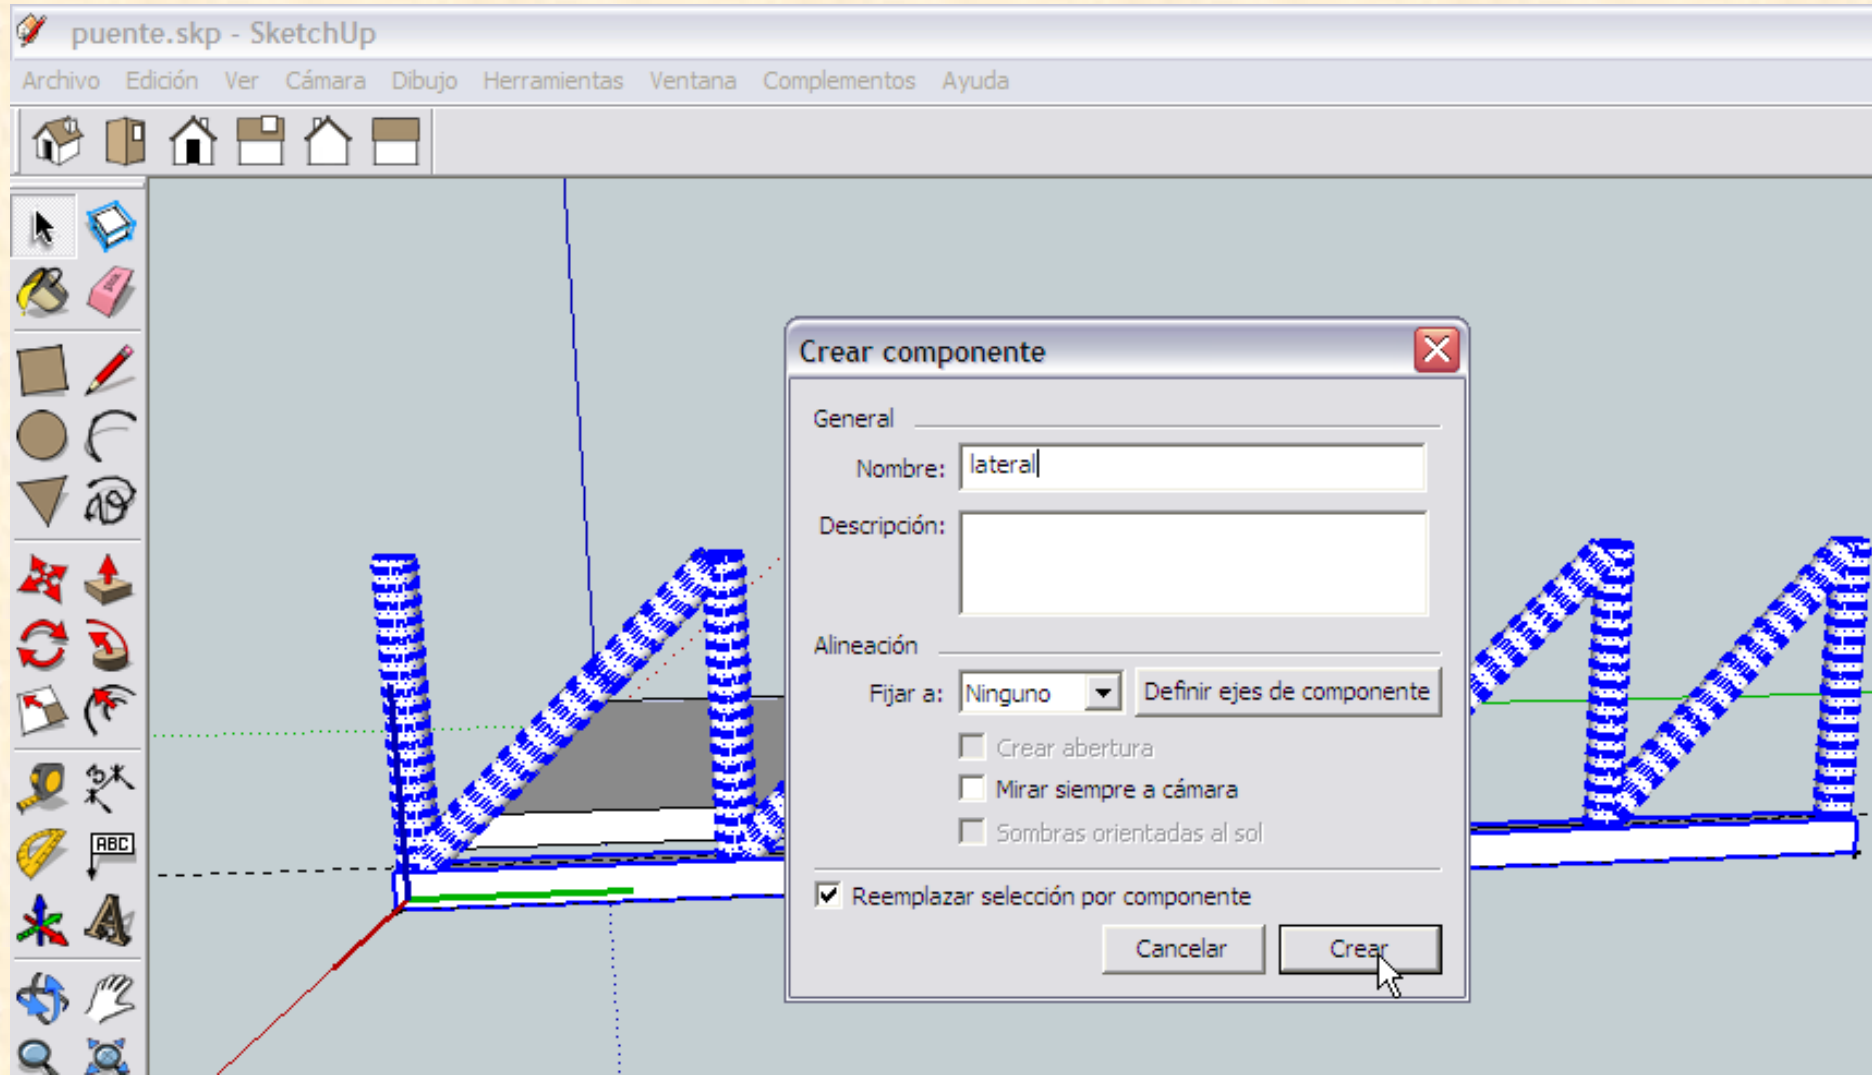 puente.skp - SketchUp
Archivo Edición Ver Cámara Dibujo Herramientas Ventana Complementos Ayuda
Crear componente
General
Nombre: lateral
Descripción:
Alineación
Fijar a: Ninguno Definir ejes de componente
Crear abertura
Mirar siempre a cámara
Sombras orientadas al sol
Reemplazar selección por componente
Cancelar Crear
ABC